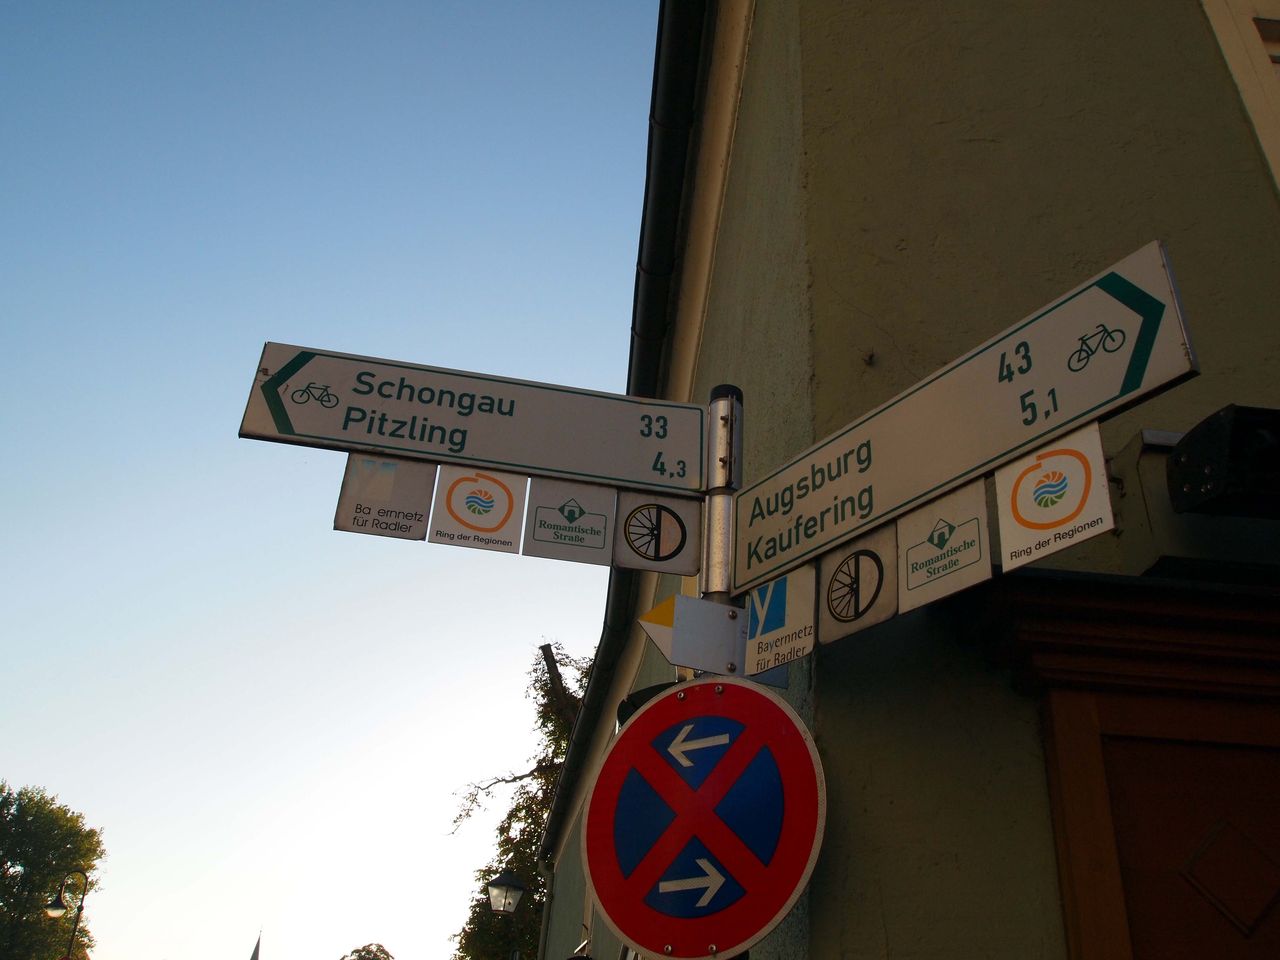 Schongau 33
Pitzling 4,3
Ba ernnetz
für Radler
Ring der Regionen
Romantische
Straße
Augsburg 43
Kaufering 5,1
y
Bayernnetz
für Radler
Romantische
Straße
Ring der Regionen